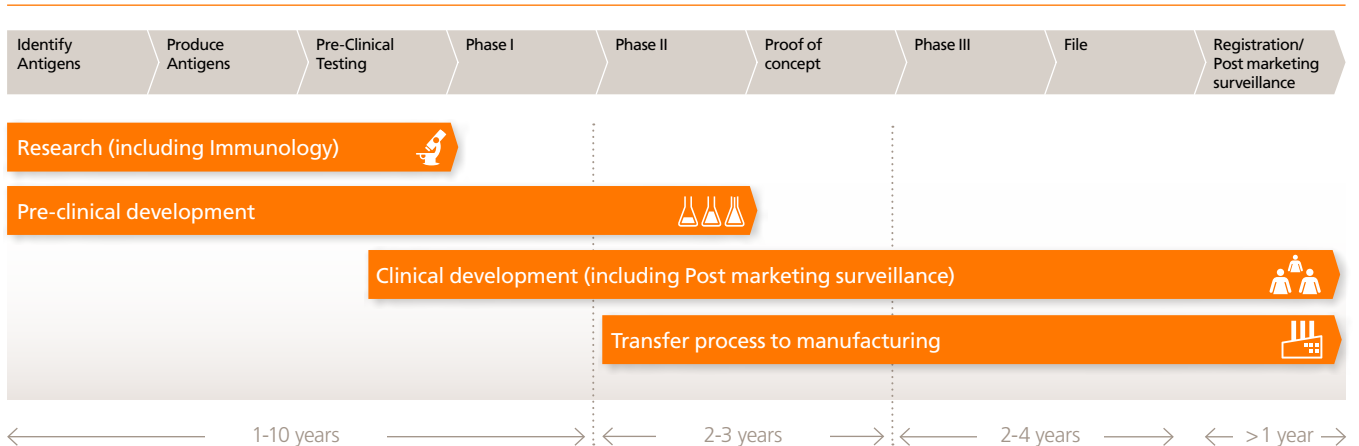 Identify
Antigens
Produce
Antigens
Pre-Clinical
Testing
Phase I
Phase II
Proof of
concept
Phase III
File
Registration/
Post marketing
surveillance
Research (including Immunology)
Pre-clinical development
Clinical development (including Post marketing surveillance)
Transfer process to manufacturing
1-10 years
2-3 years
2-4 years
>1 year